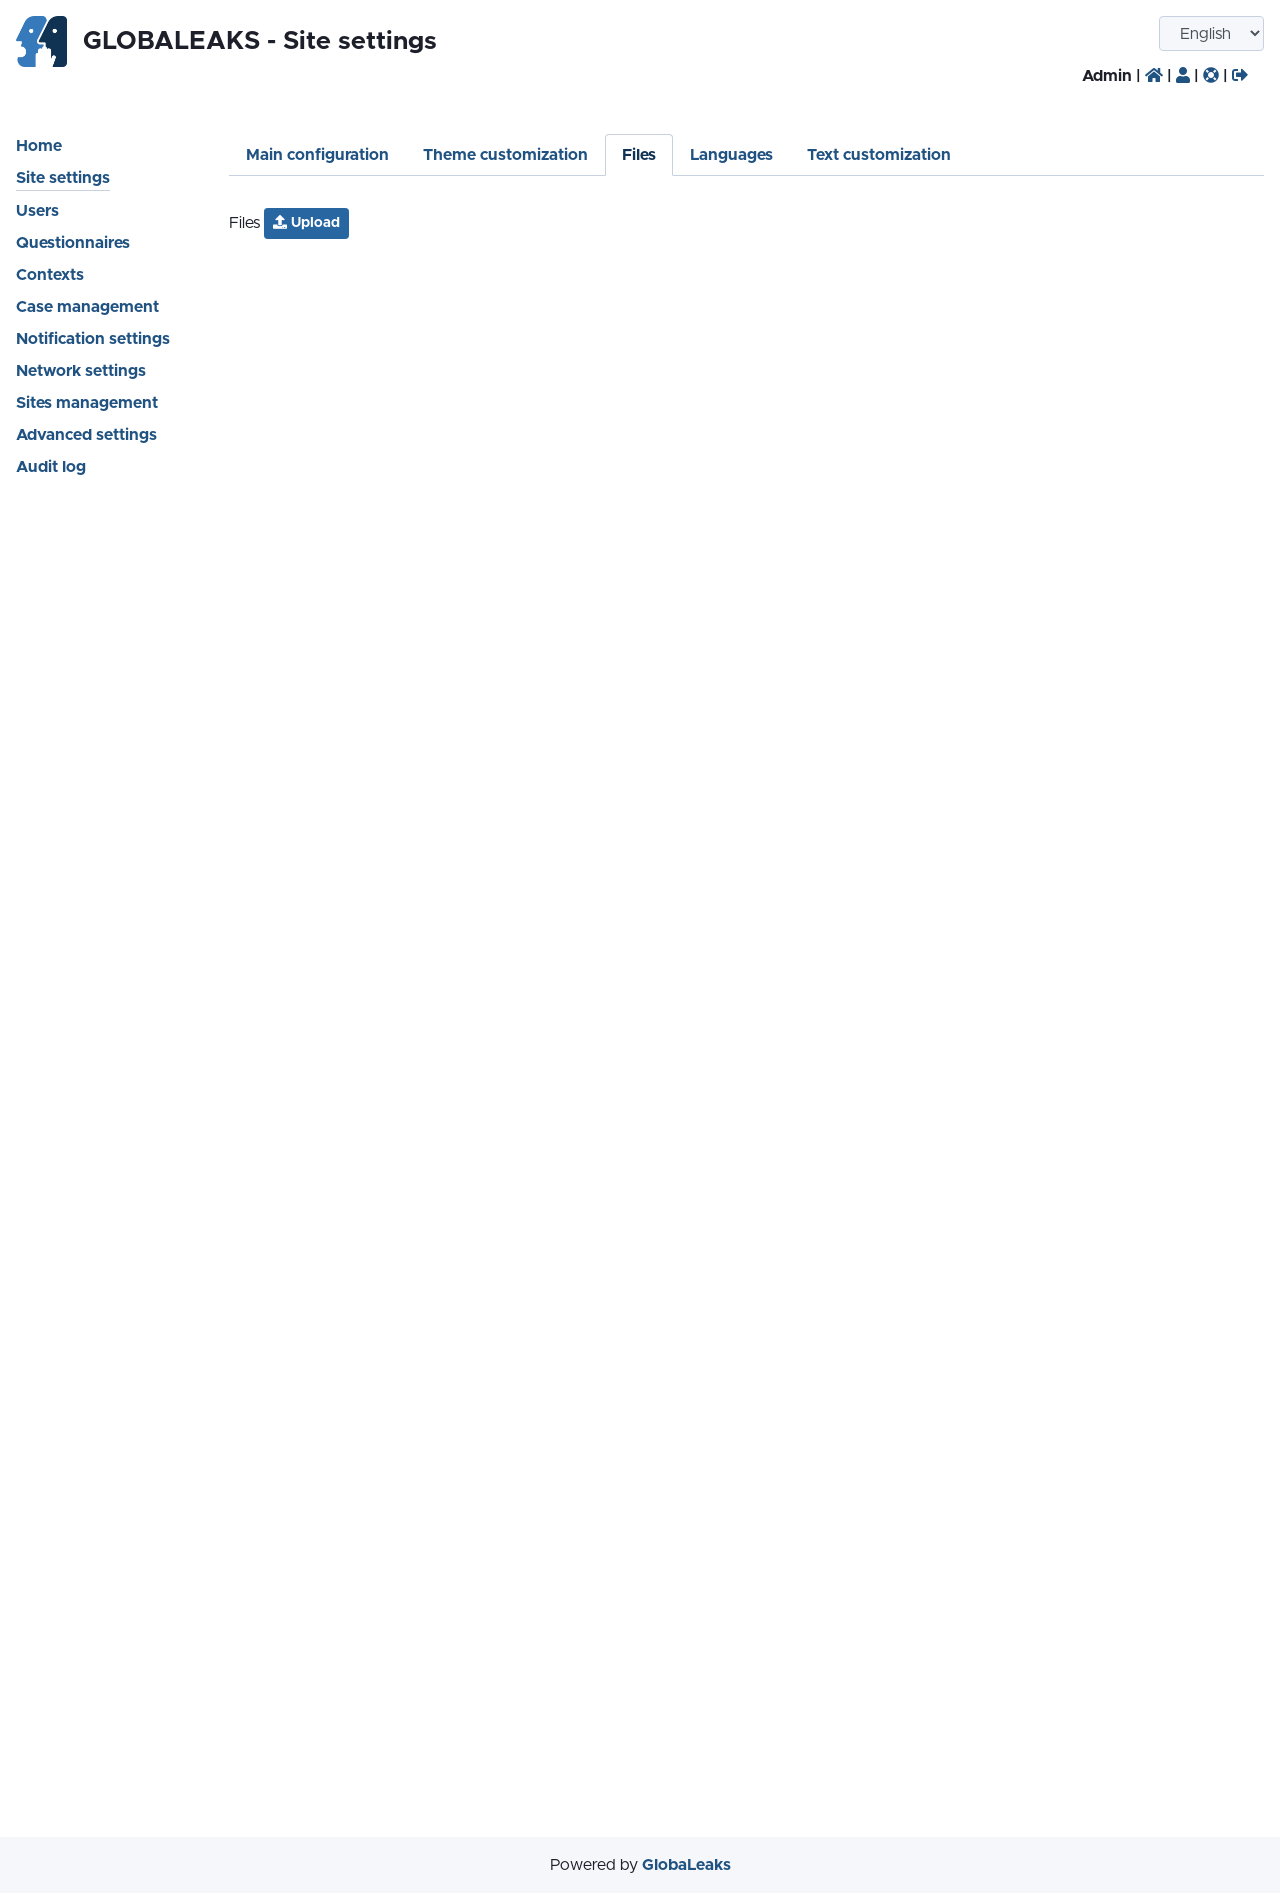 GLOBALEAKS - Site settings
English
Admin | | | |
Home
Site settings
Users
Questionnaires
Contexts
Case management
Notification settings
Network settings
Sites management
Advanced settings
Audit log
Main configuration Theme customization Files Languages Text customization
Files Upload
Powered by GlobaLeaks